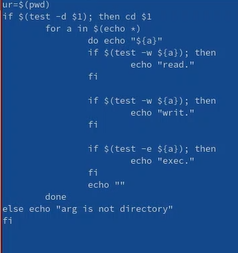 ur=$(pwd)
if $(test -d $1); then cd $1
for a in $(echo *)
do echo "${a}"
if $(test -w ${a}); then
echo "read."
fi
if $(test -w ${a}); then
echo "writ."
fi
if $(test -e ${a}); then
echo "exec."
fi
echo ""
done
else echo "arg is not directory"
fi